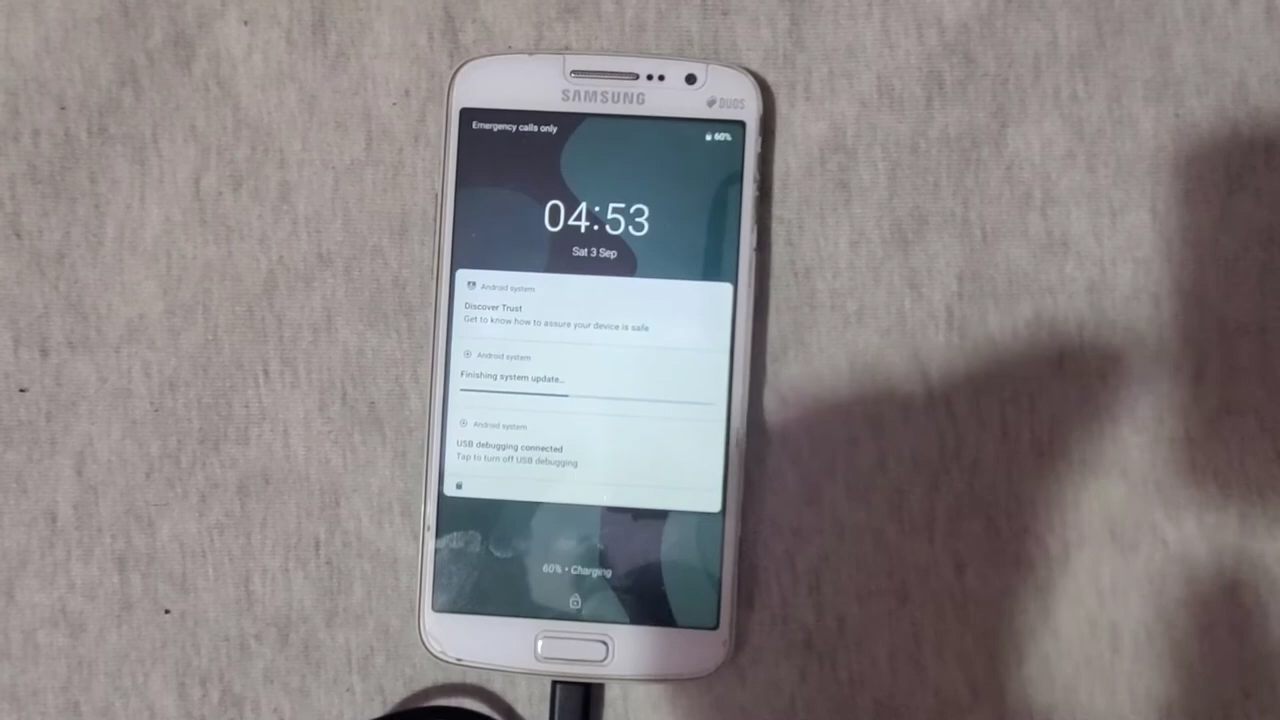 SAMSUNG
DUOS
Emergency calls only
60%
04:53
Sat 3 Sep
Android system
Discover Trust
Get to know how to assure your device is safe
Android system
Finishing system update…
Android system
USB debugging connected
Tap to turn off USB debugging
60% • Charging